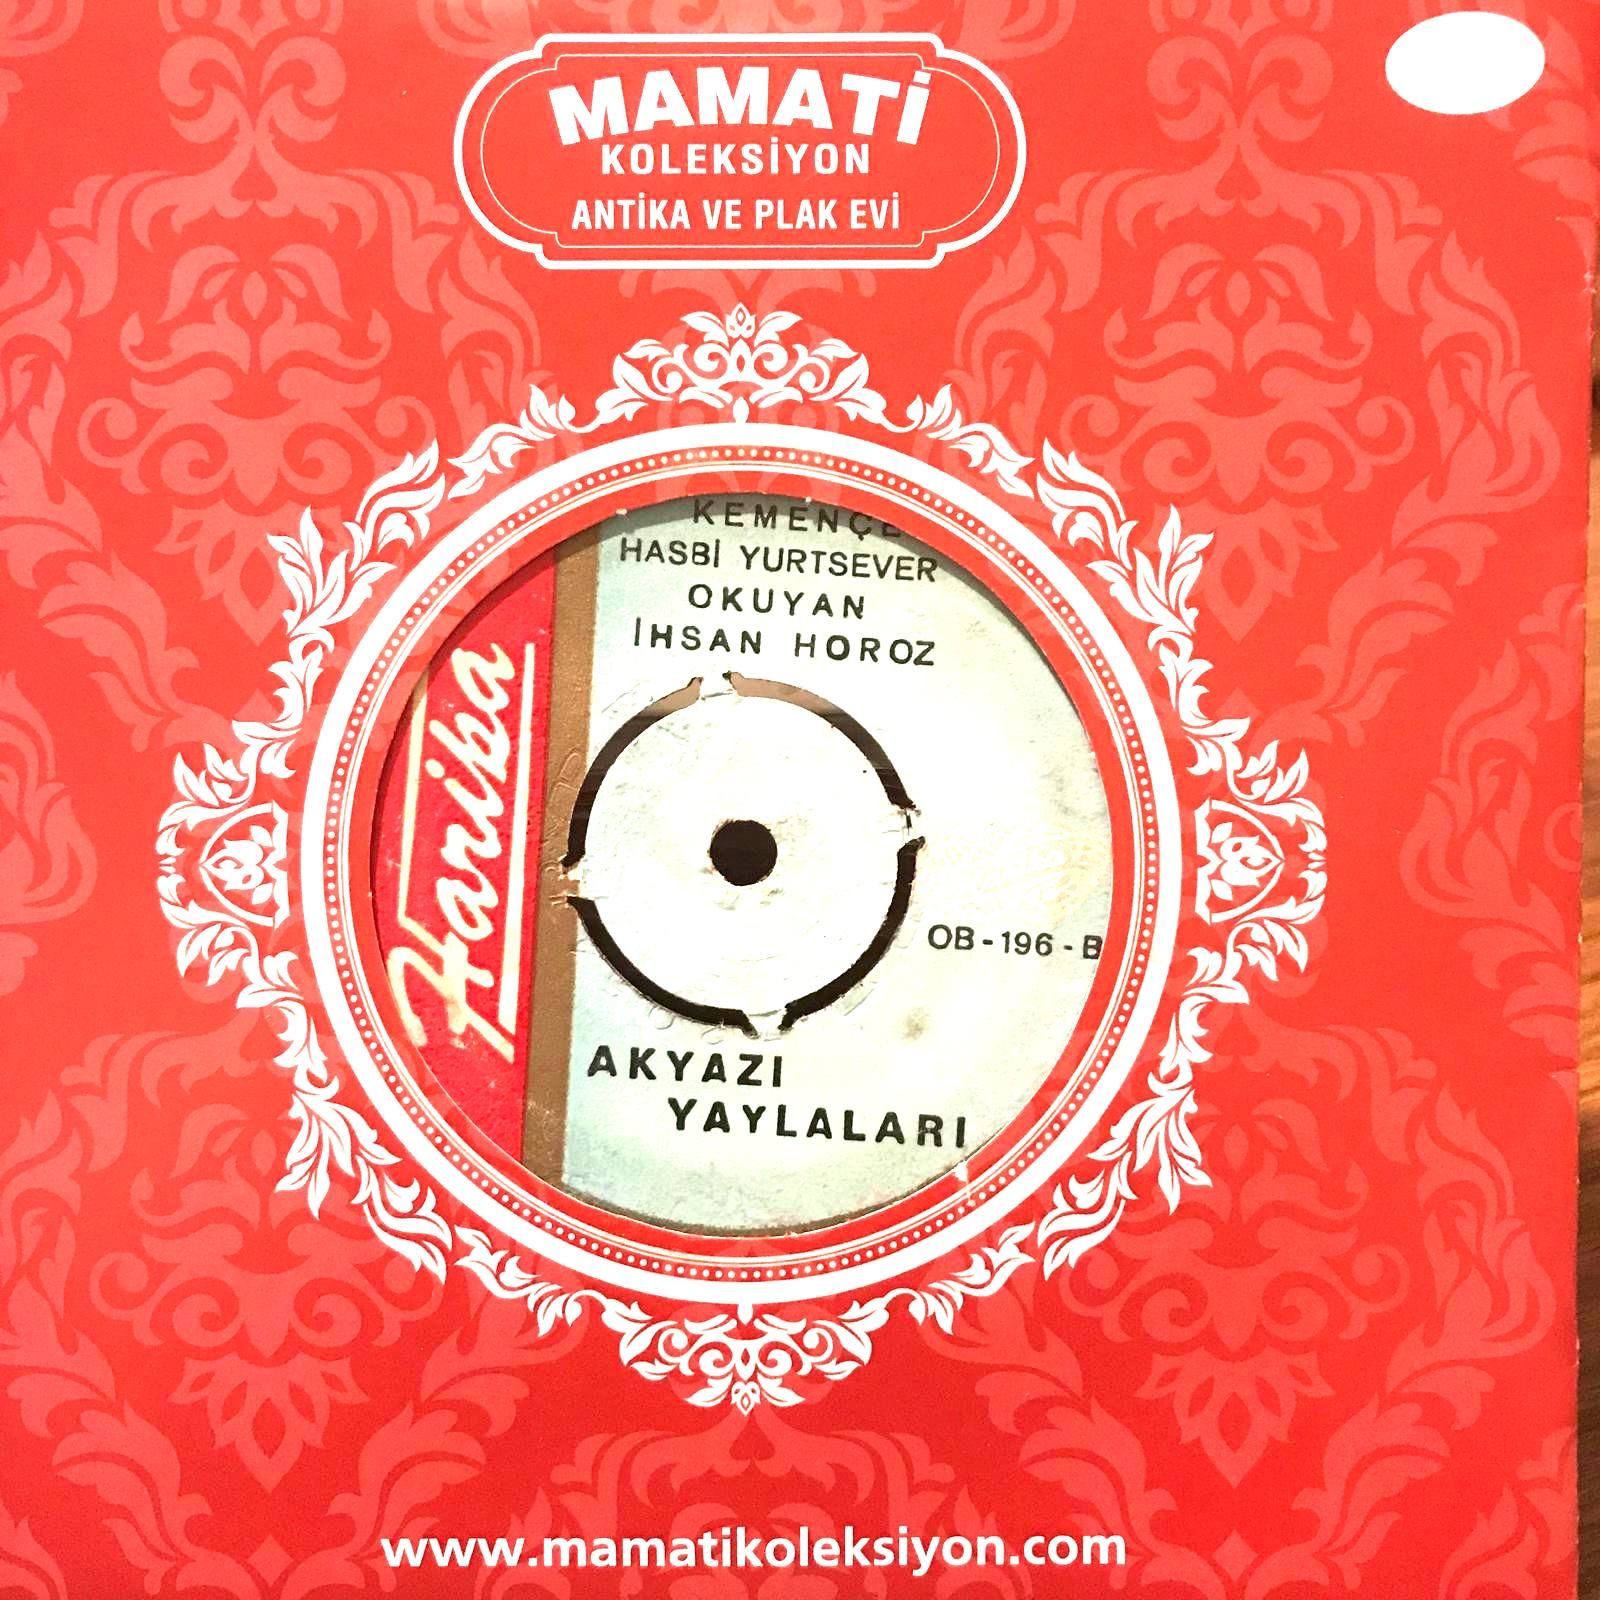 MAMATİ
KOLEKSİYON
ANTİKA VE PLAK EVİ
KEMENÇE
HASBİ YURTSEVER
OKUYAN
İHSAN HOROZ
Harika
OB-196-B
AKYAZI
YAYLALARI
www.mamatikoleksiyon.com